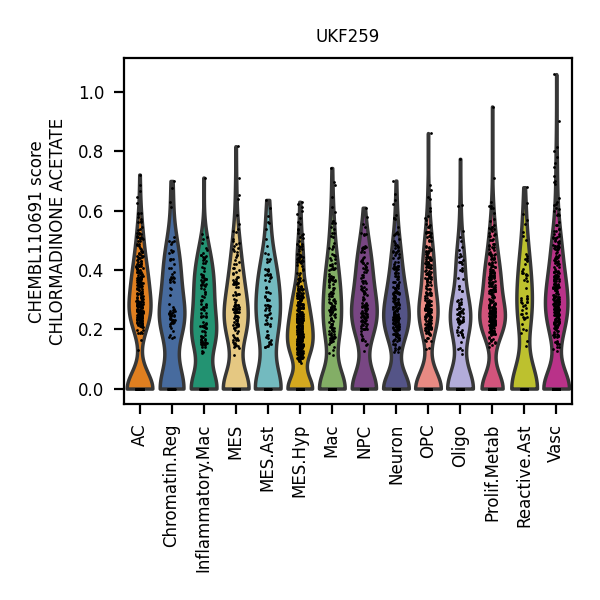 UKF259
CHEMBL110691 score
CHLORMADINONE ACETATE
1.0
0.8
0.6
0.4
0.2
0.0
AC
Chromatin.Reg
Inflammatory.Mac
MES
MES.Ast
MES.Hyp
Mac
NPC
Neuron
OPC
Oligo
Prolif.Metab
Reactive.Ast
Vasc